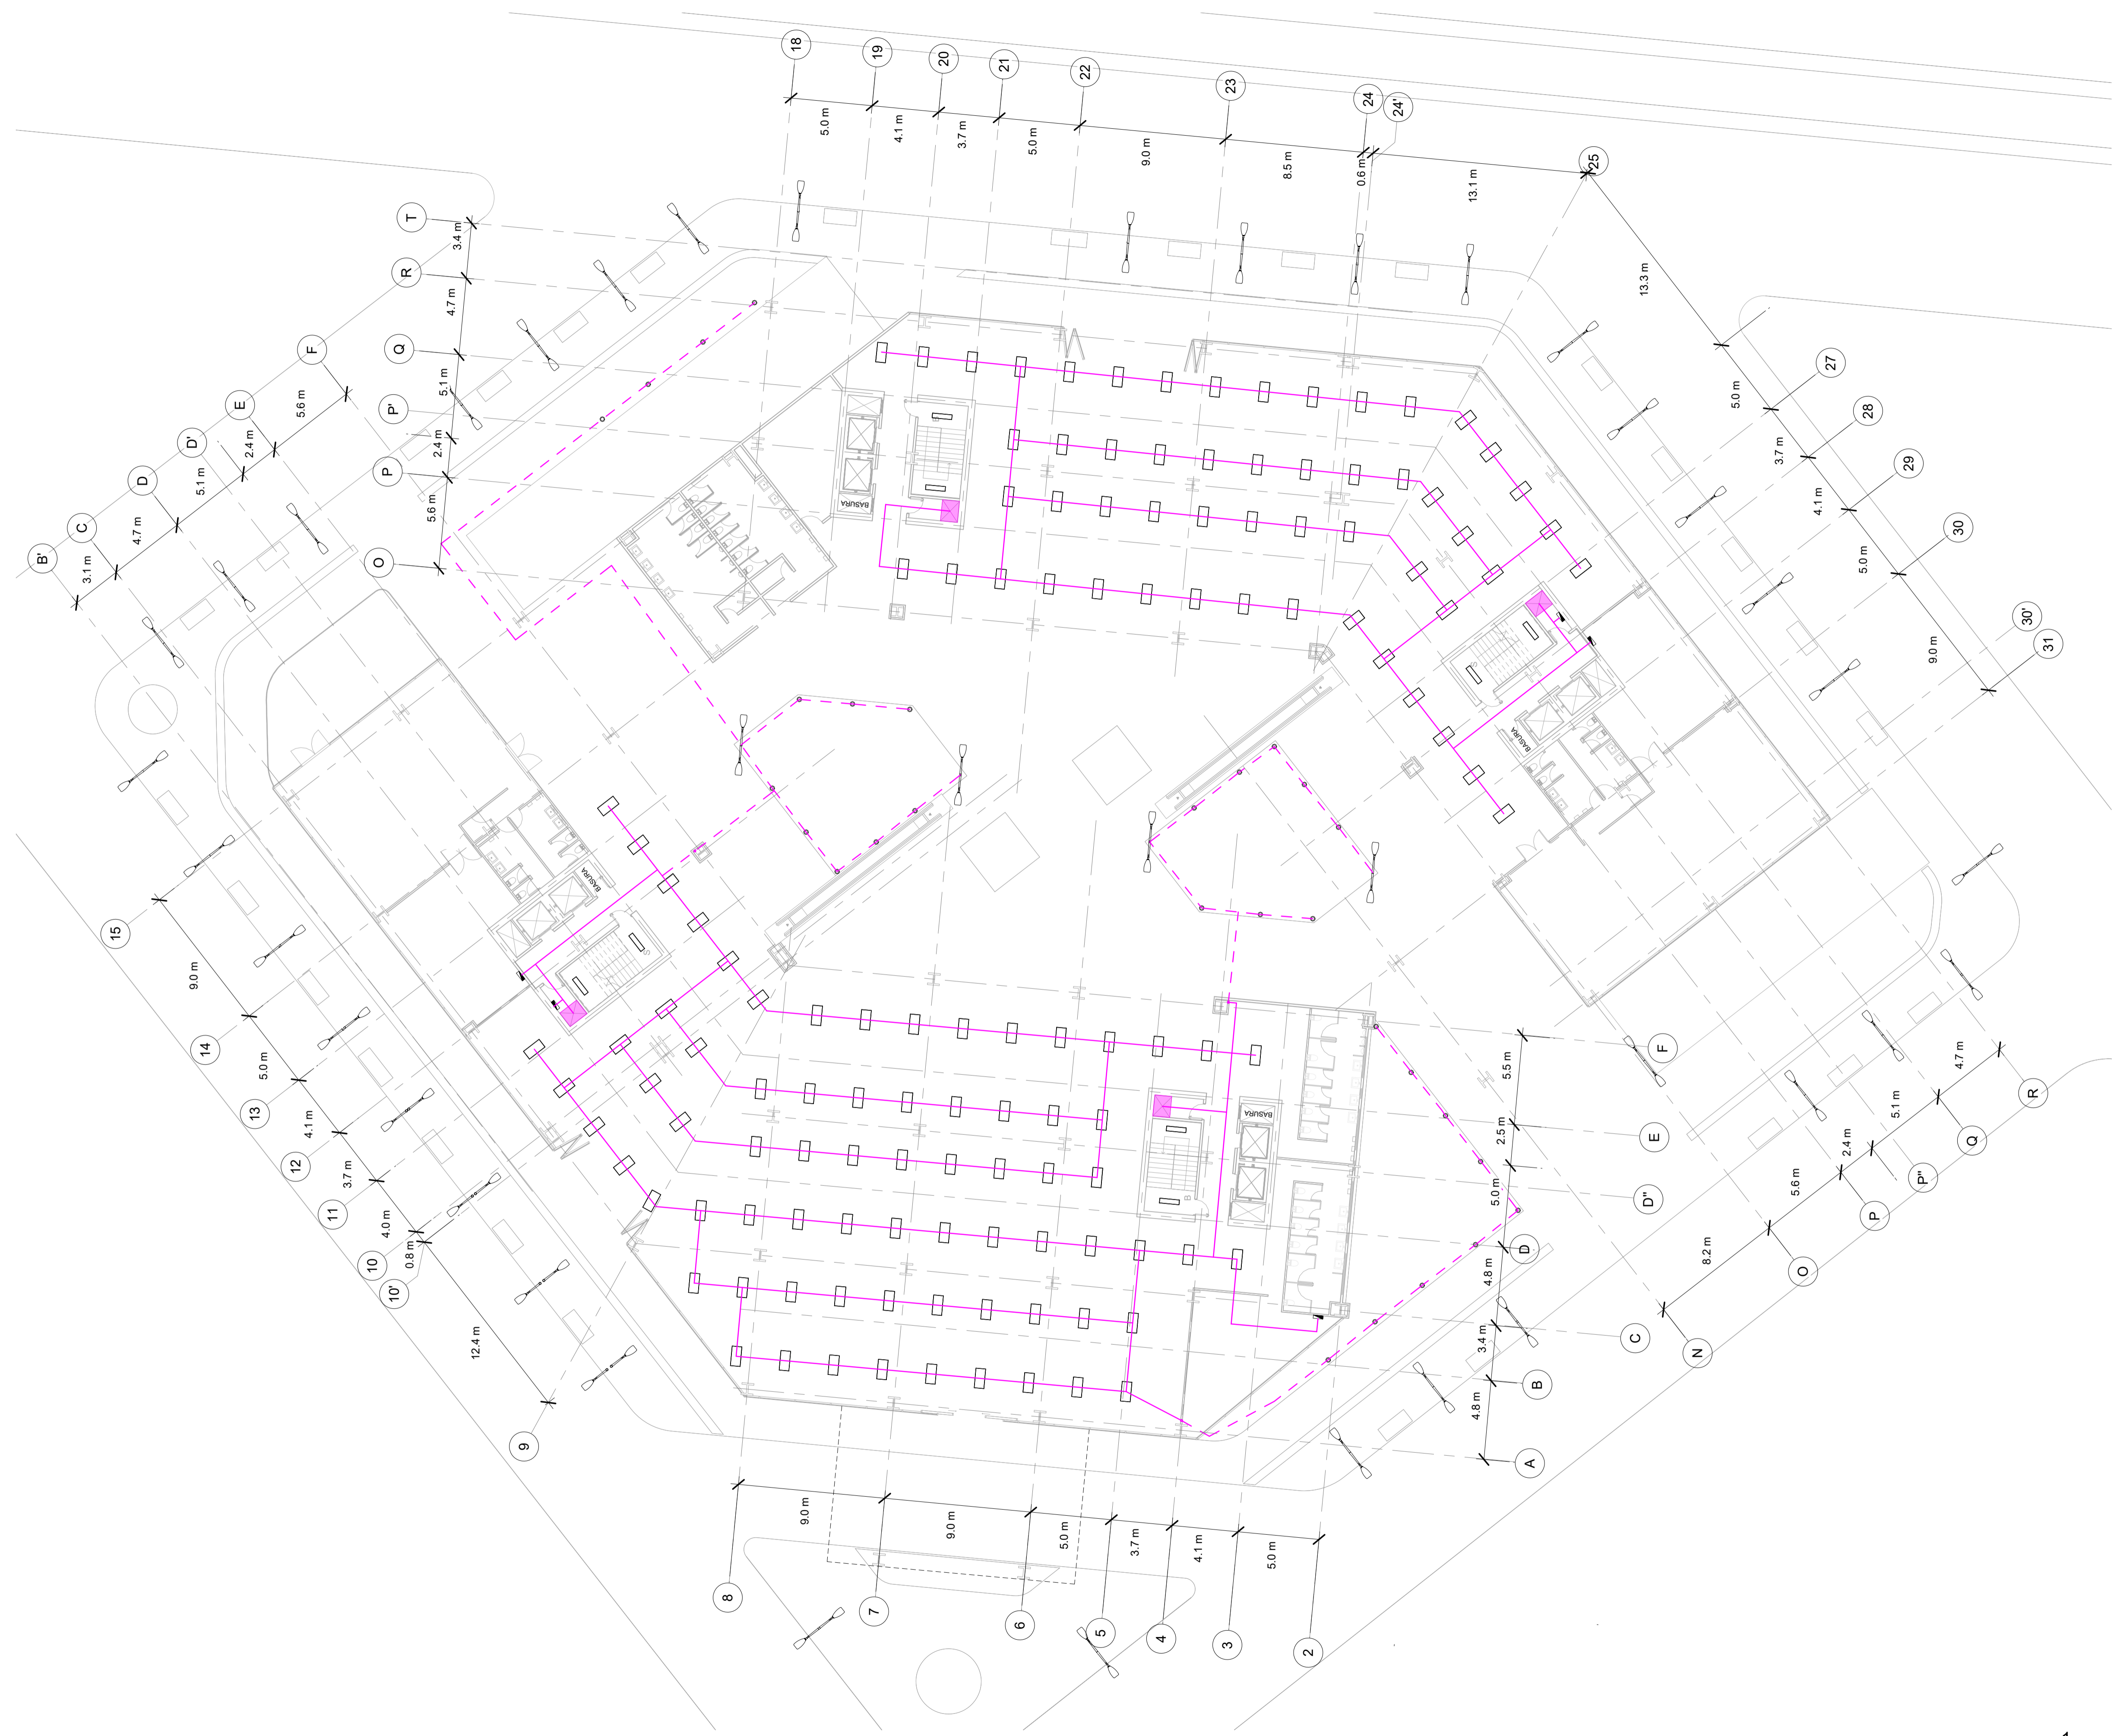 18
19
20
21
22
23
24
24'
25
5.0 m
4.1 m
3.7 m
5.0 m
9.0 m
8.5 m
0.6 m
13.1 m
T
R
Q
P'
P
O
3.4 m
4.7 m
5.1 m
2.4 m
5.6 m
F
E
D'
D
C
B'
5.6 m
2.4 m
5.1 m
4.7 m
3.1 m
13.3 m
5.0 m
3.7 m
4.1 m
5.0 m
9.0 m
27
28
29
30
30'
31
BASURA
B
BASURA
S
BASURA
S
BASURA
B
15
14
13
12
11
10
10'
9
9.0 m
5.0 m
4.1 m
3.7 m
4.0 m
0.8 m
12.4 m
F
E
D"
D
C
B
A
5.5 m
2.5 m
5.0 m
4.8 m
3.4 m
4.8 m
R
Q
P"
P
O
N
4.7 m
5.1 m
2.4 m
5.6 m
8.2 m
9.0 m
9.0 m
5.0 m
3.7 m
4.1 m
5.0 m
8
7
6
5
4
3
2